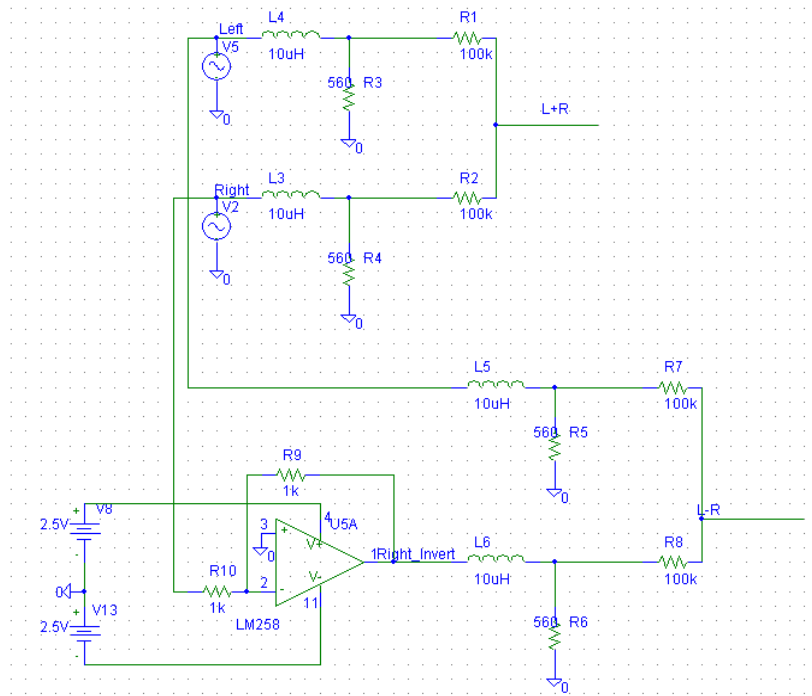 L4
R1
Left
V5
10uH
100k
560
R3
0
0
L+R
L3
R2
Right
V2
10uH
100k
560
R4
0
0
L5
R7
10uH
100k
560
R5
0
R9
1k
V8
+
2.5V
-
4
U5A
3
+
V+
0
L-R
1
Right_Invert
L6
R8
10uH
100k
R10
2
-
V-
1k
11
0
+
V13
2.5V
-
LM258
560
R6
0